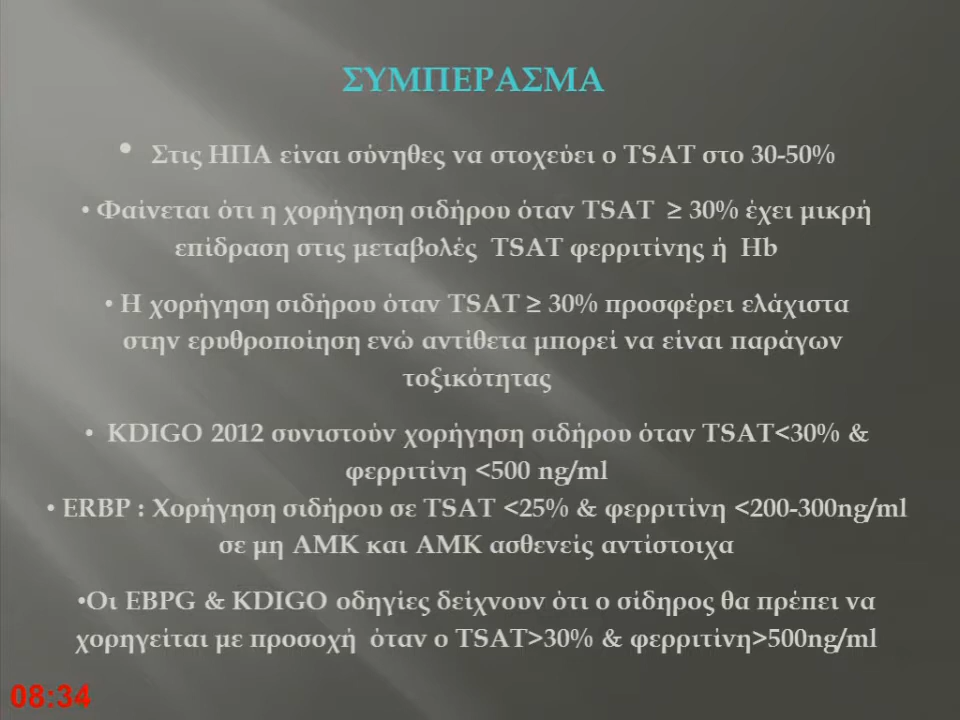 ΣΥΜΠΕΡΑΣΜΑ
• Στις ΗΠΑ είναι σύνηθες να στοχεύει ο TSAT στο 30-50%
• Φαίνεται ότι η χορήγηση σιδήρου όταν TSAT ≥ 30% έχει μικρή
επίδραση στις μεταβολές TSAT φερριτίνης ή Hb
• Η χορήγηση σιδήρου όταν TSAT ≥ 30% προσφέρει ελάχιστα
στην ερυθροποίηση ενώ αντίθετα μπορεί να είναι παράγων
τοξικότητας
• KDIGO 2012 συνιστούν χορήγηση σιδήρου όταν TSAT<30% &
φερριτίνη <500 ng/ml
• ERBP : Χορήγηση σιδήρου σε TSAT <25% & φερριτίνη <200-300ng/ml
σε μη ΑΜΚ και ΑΜΚ ασθενείς αντίστοιχα
•Οι EBPG & KDIGO οδηγίες δείχνουν ότι ο σίδηρος θα πρέπει να
χορηγείται με προσοχή όταν ο TSAT>30% & φερριτίνη>500ng/ml
08:34